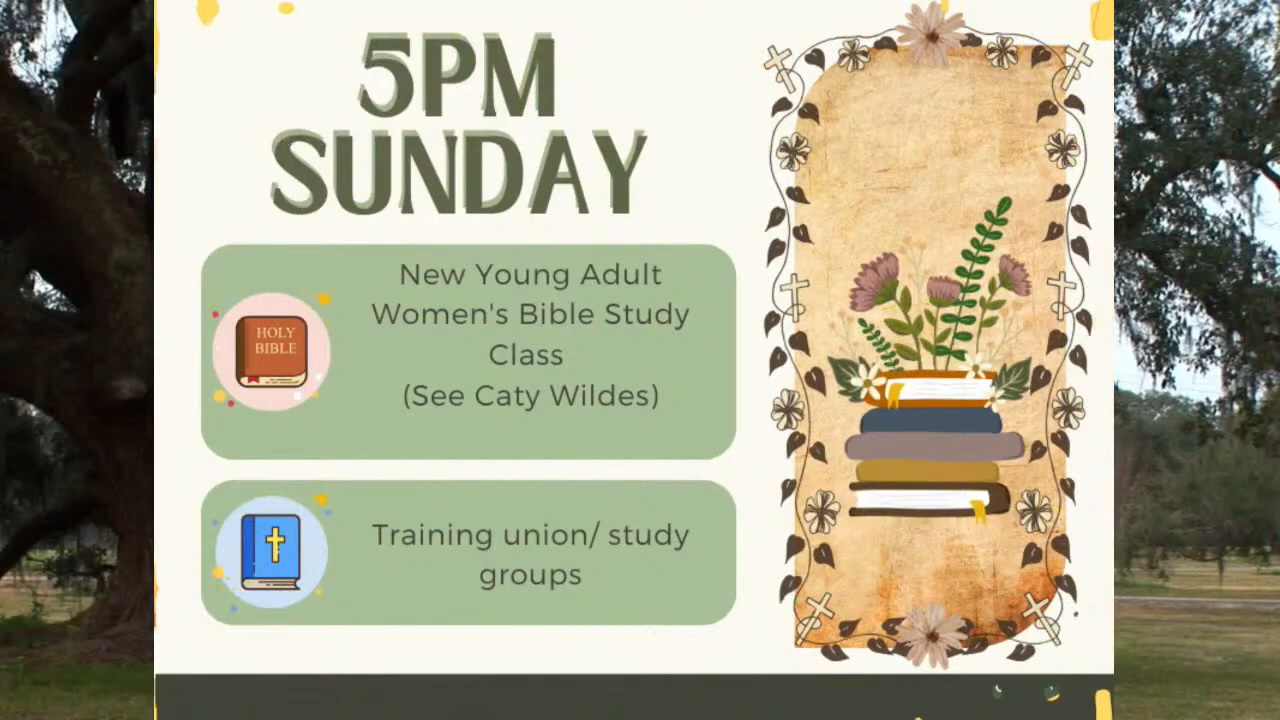 5PM
SUNDAY
New Young Adult
Women's Bible Study
Class
(See Caty Wildes)
HOLY
BIBLE
Training union/ study
groups